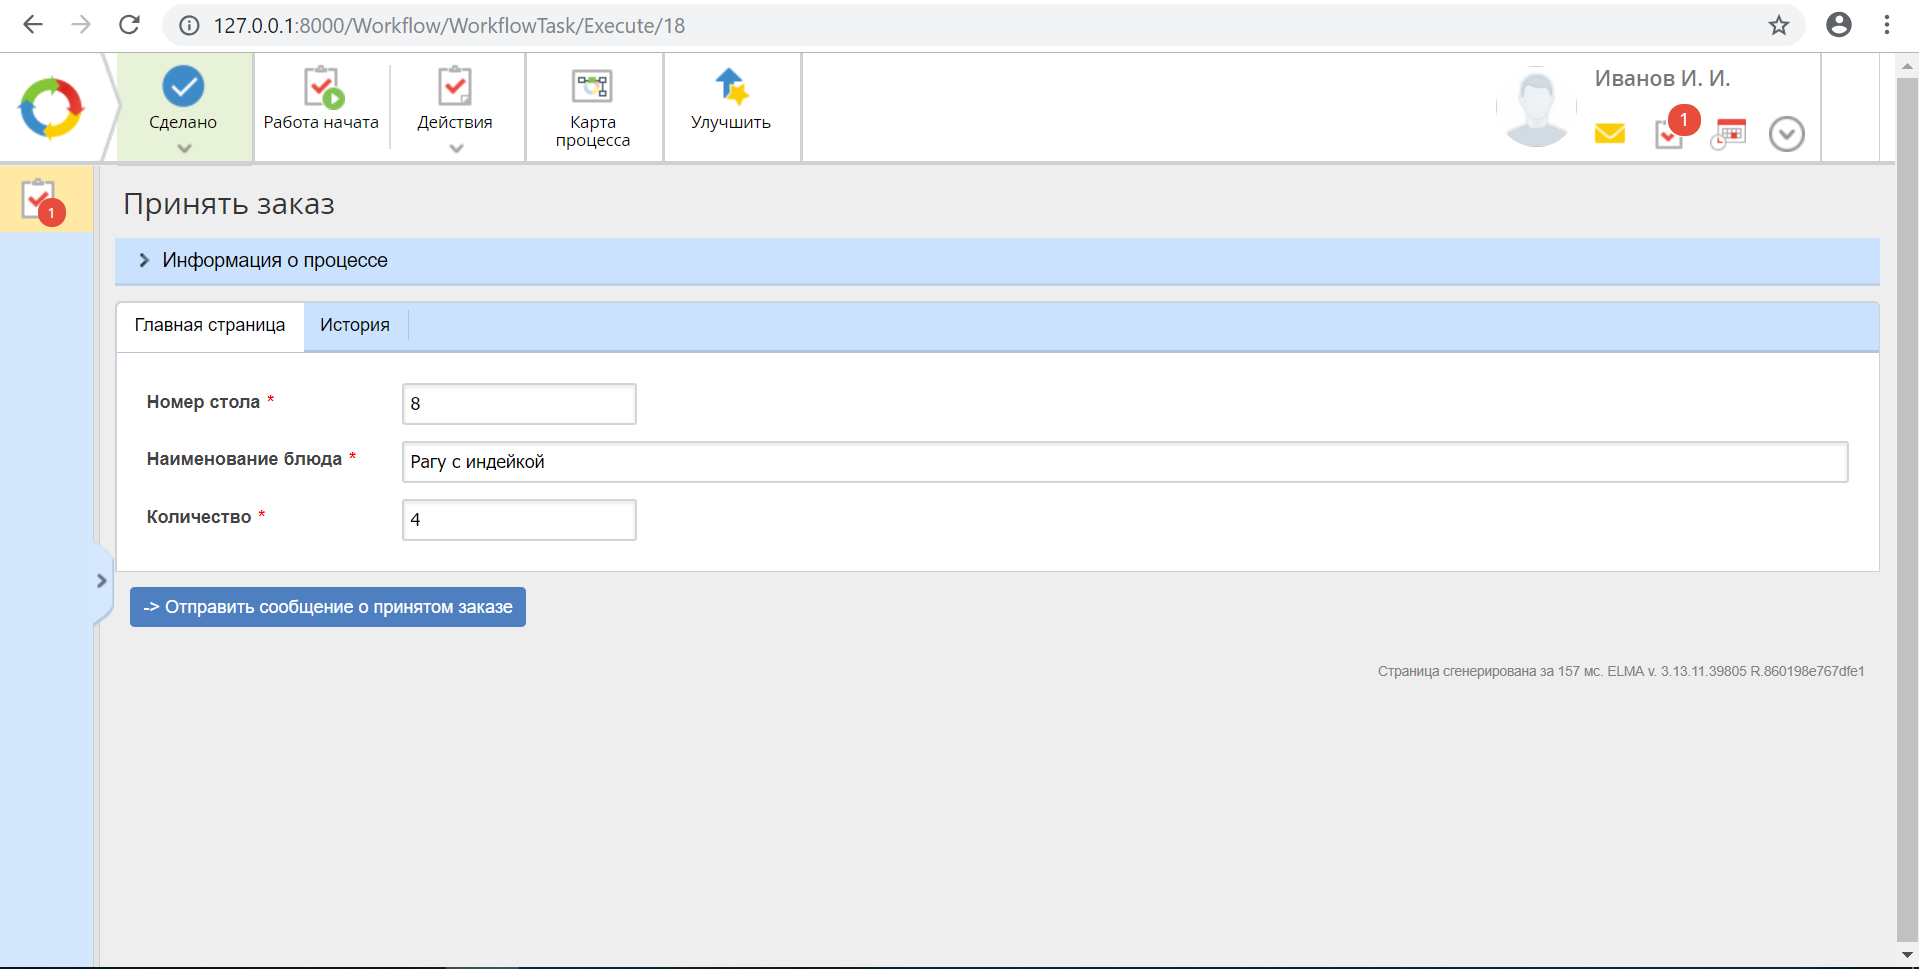 127.0.0.1:8000/Workflow/WorkflowTask/Execute/18
Сделано
Работа начата
Действия
Карта
процесса
Улучшить
Иванов И. И.
1
1
Принять заказ
Информация о процессе
Главная страница
История
Номер стола *
8
Наименование блюда *
Рагу с индейкой
Количество *
4
-> Отправить сообщение о принятом заказе
Страница сгенерирована за 157 мс. ELMA v. 3.13.11.39805 R.860198e767dfe1